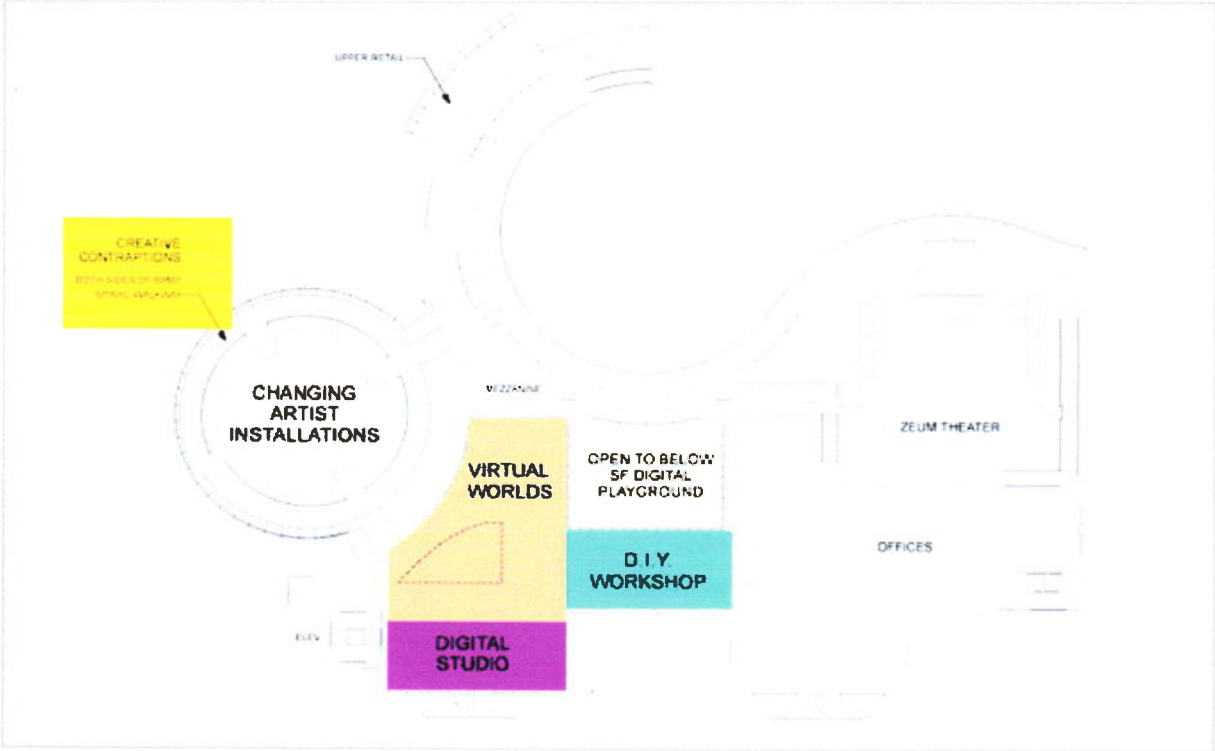 UPPER RETAIL
CREATIVE
CONTRAPTIONS
BOTH SIDES OF RAMP
SPIRAL WALKWAY
CHANGING
ARTIST
INSTALLATIONS
MEZZANINE
VIRTUAL
WORLDS
OPEN TO BELOW
SF DIGITAL
PLAYGROUND
ZEUM THEATER
D.I.Y.
WORKSHOP
OFFICES
ELEV
DIGITAL
STUDIO